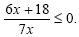 (6x + 18)/(7x) ≤ 0.